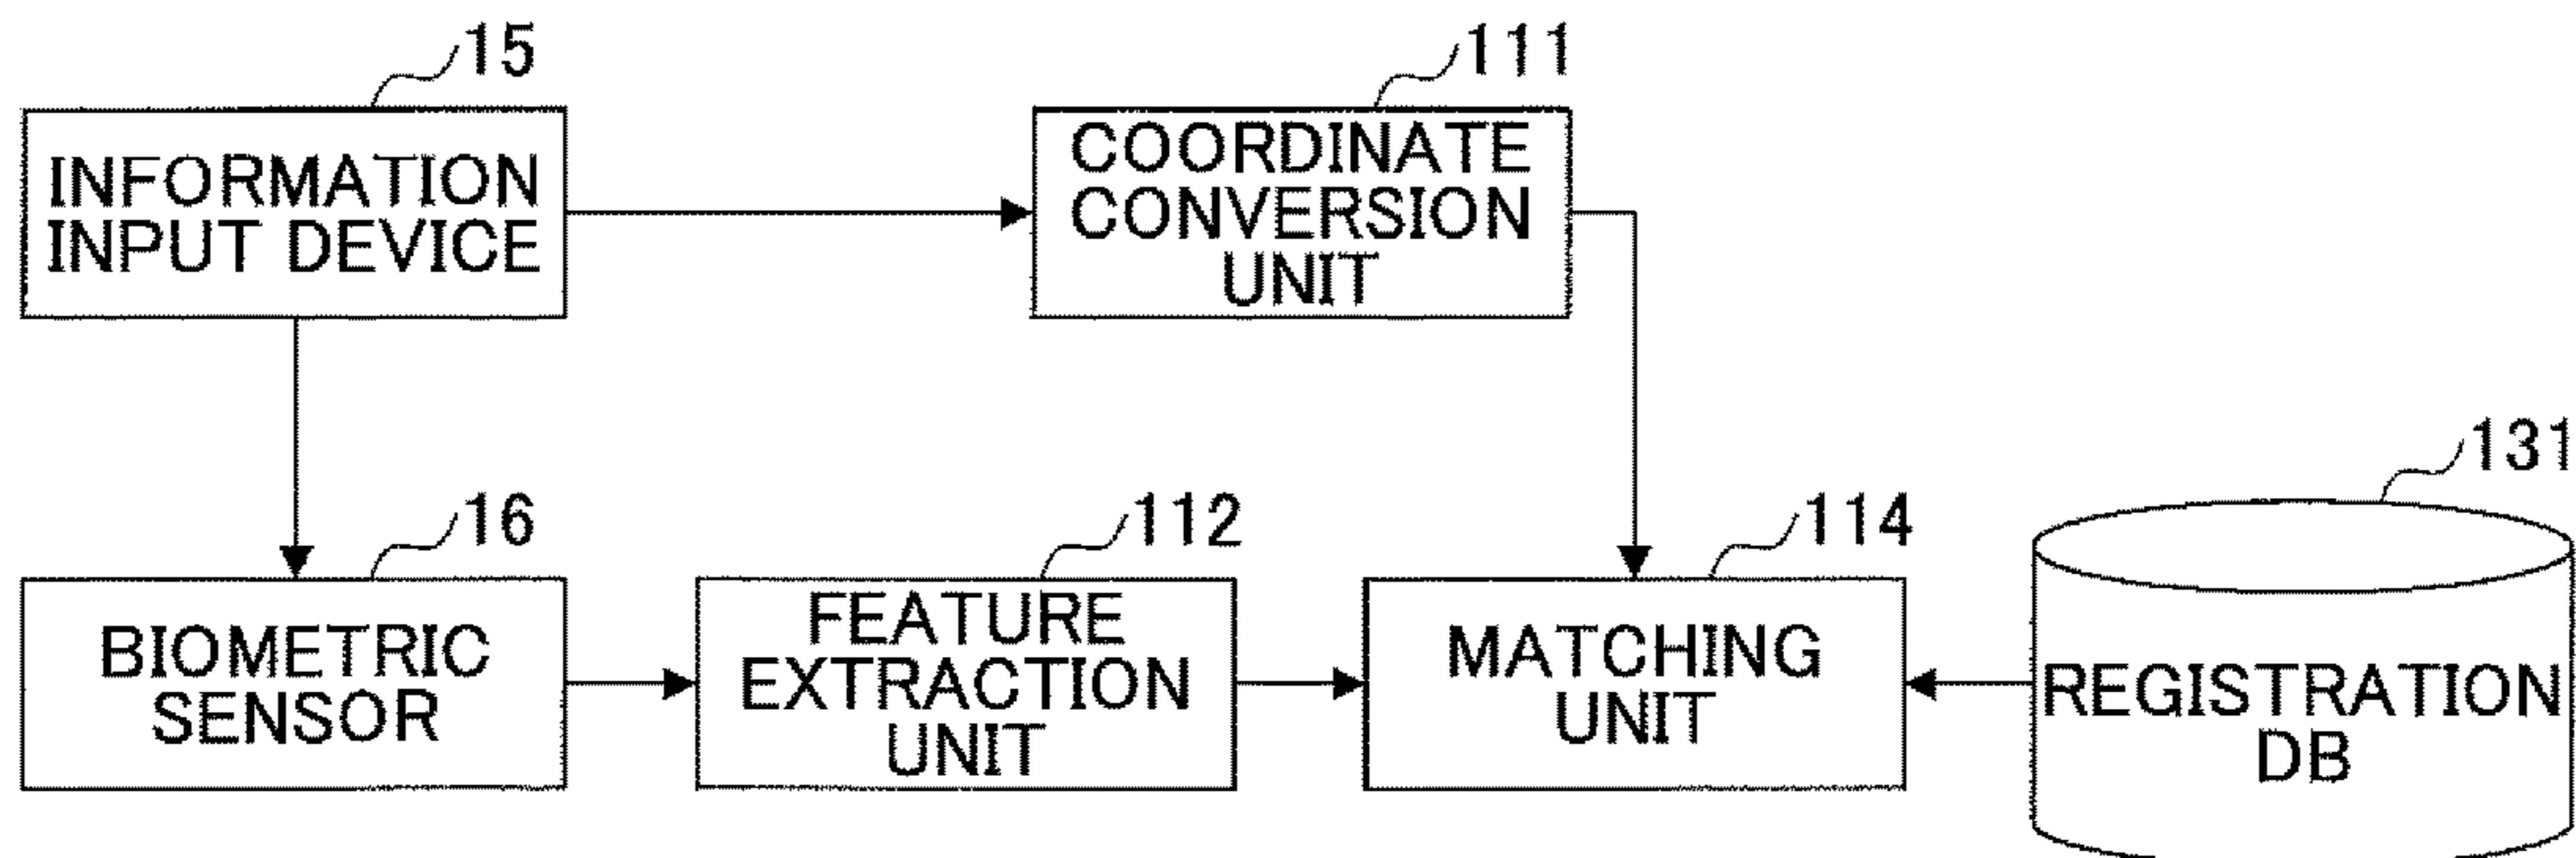 15
INFORMATION
INPUT DEVICE
111
COORDINATE
CONVERSION
UNIT
16
BIOMETRIC
SENSOR
112
FEATURE
EXTRACTION
UNIT
114
MATCHING
UNIT
131
REGISTRATION
DB